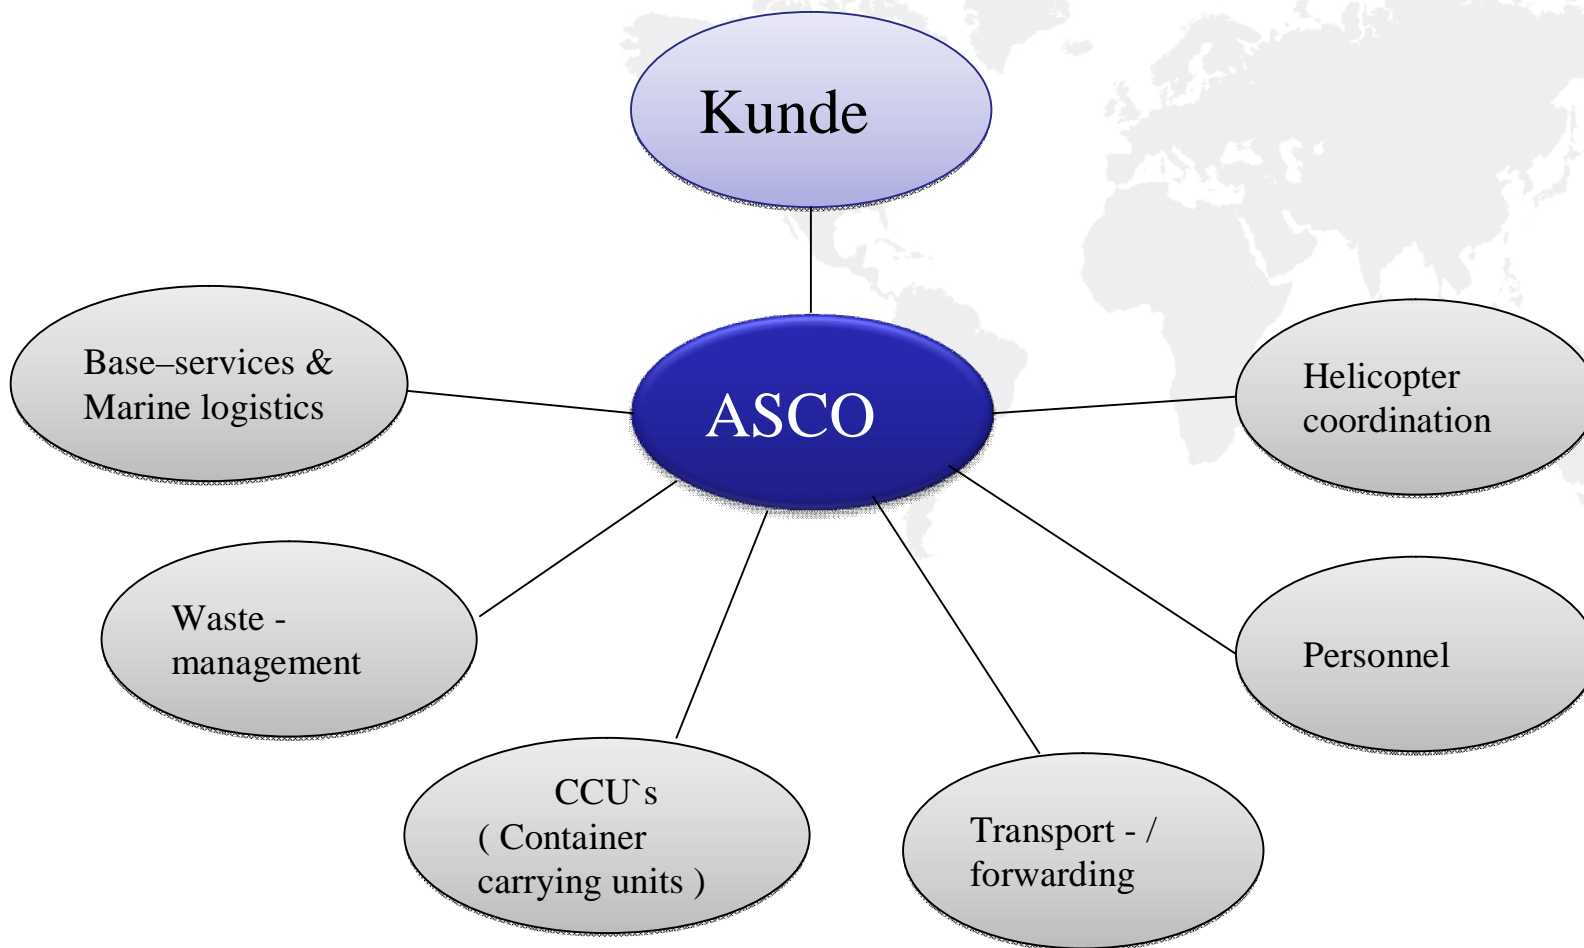 Kunde
Base–services &
Marine logistics
ASCO
Helicopter
coordination
Waste -
management
Personnel
CCU`s
( Container
carrying units )
Transport - /
forwarding